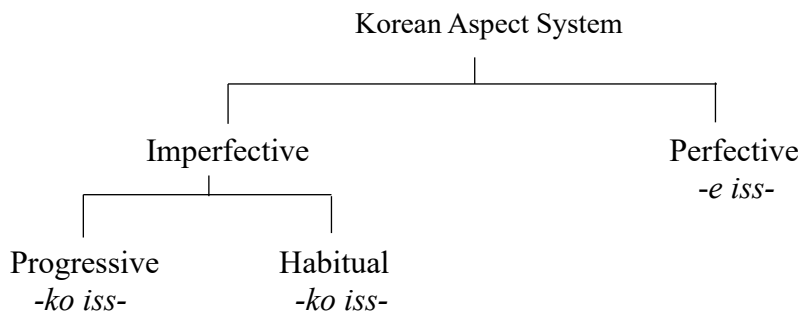 Korean Aspect System
Imperfective
Perfective
-e iss-
Progressive
Habitual
-ko iss-
-ko iss-